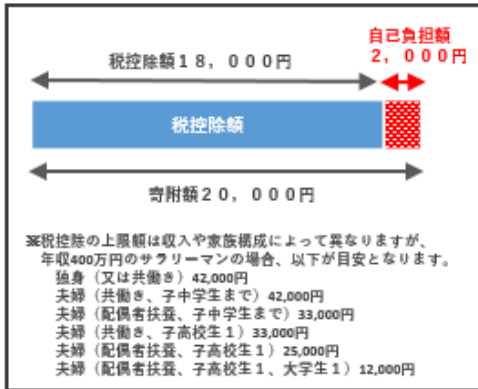 自己負担額
2，000円
税控除額18，000円
税控除額
寄附額20，000円
※税控除の上限額は収入や家族構成によって異なりますが、
年収400万円のサラリーマンの場合、以下が目安となります。
独身（又は共働き）42,000円
夫婦（共働き、子中学生まで）42,000円
夫婦（配偶者扶養、子中学生まで）33,000円
夫婦（共働き、子高校生１）33,000円
夫婦（配偶者扶養、子高校生１）25,000円
夫婦（配偶者扶養、子高校生１、大学生１）12,000円